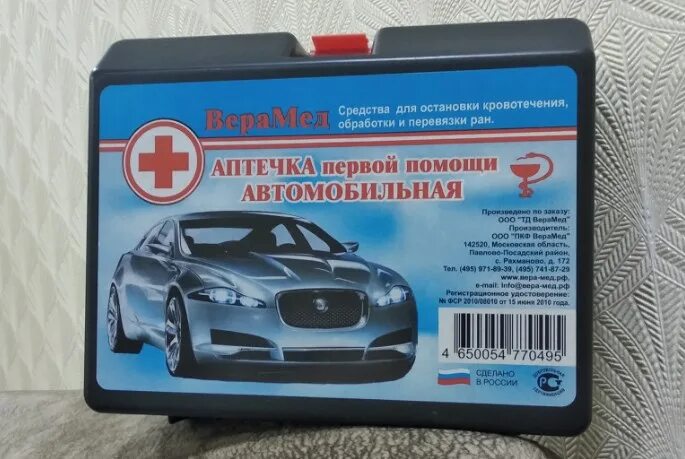 ВераМед
Средства для остановки кровотечения,
обработки и перевязки ран.
АПТЕЧКА первой помощи
АВТОМОБИЛЬНАЯ
Произведено по заказу:
ООО "ТД ВераМед"
Производитель:
ООО "ПКФ ВераМед"
142520, Московская область,
Павлово-Посадский район,
с. Рахманово, д. 172
Тел. (495) 971-89-39, (495) 741-87-29
www.вера-мед.рф,
e-mail: Info@вера-мед.рф
Регистрационное удостоверение:
№ ФСР 2010/08010 от 15 июня 2010 года.
4 650054 770495
СДЕЛАНО
В РОССИИ